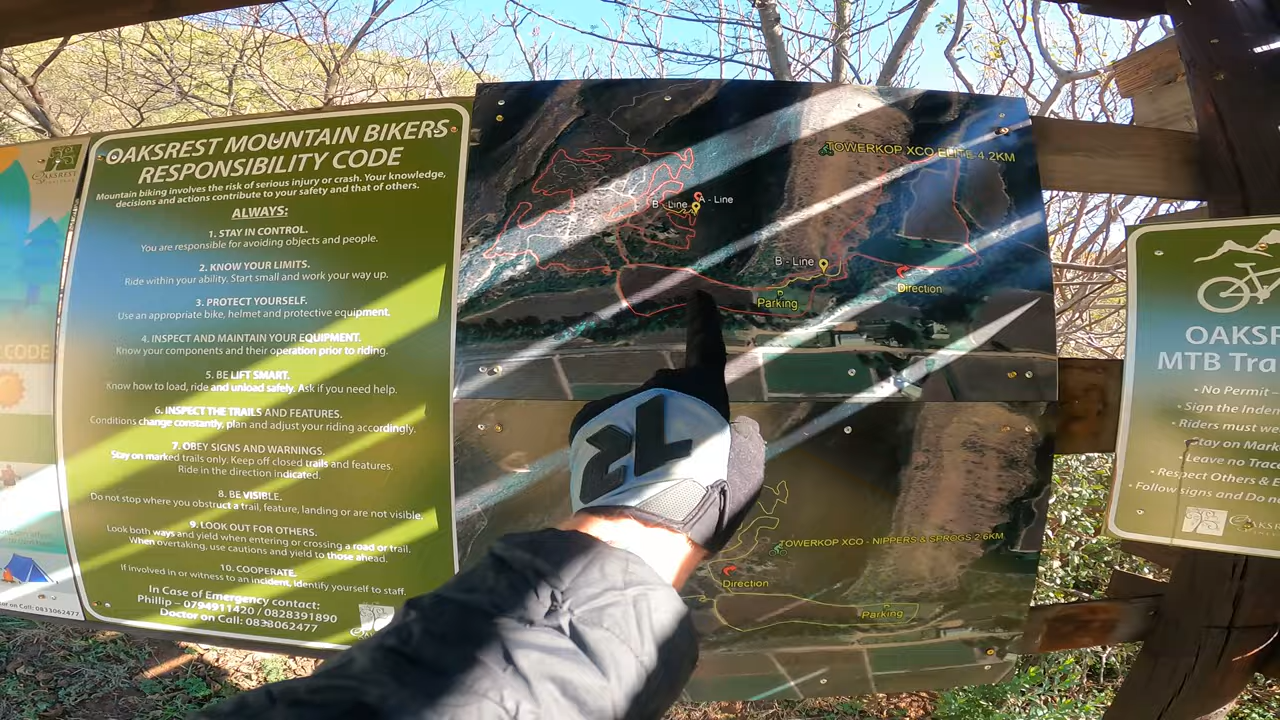 OAKSREST MOUNTAIN BIKERS
RESPONSIBILITY CODE
Mountain biking involves the risk of serious injury or crash. Your knowledge,
decisions and actions contribute to your safety and that of others.
ALWAYS:
1. STAY IN CONTROL.
You are responsible for avoiding objects and people.
2. KNOW YOUR LIMITS.
Ride within your ability. Start small and work your way up.
3. PROTECT YOURSELF.
Use an appropriate bike, helmet and protective equipment.
4. INSPECT AND MAINTAIN YOUR EQUIPMENT.
Know your components and their operation prior to riding.
5. BE LIFT SMART.
Know how to load, ride and unload safely. Ask if you need help.
6. INSPECT THE TRAILS AND FEATURES.
Conditions change constantly, plan and adjust your riding accordingly.
7. OBEY SIGNS AND WARNINGS.
Stay on marked trails only. Keep off closed trails and features.
Ride in the direction indicated.
8. BE VISIBLE.
Do not stop where you obstruct a trail, feature, landing or are not visible.
9. LOOK OUT FOR OTHERS.
Look both ways and yield when entering or crossing a road or trail.
When overtaking, use cautions and yield to those ahead.
10. COOPERATE.
If involved in or witness to an incident, identify yourself to staff.
In Case of Emergency contact:
Phillip – 0794911420 / 0828391890
Doctor on Call: 0833062477
OAKSREST
CODE
or on Call: 0833062477
TOWERKOP XCO ELITE 4.2KM
A - Line
B - Line
B - Line
Direction
Parking
TOWERKOP XCO - NIPPERS & SPROGS 2.6KM
Direction
Parking
OAKSR
MTB Tra
• No Permit –
• Sign the Inde
• Riders must we
Stay on Mark
Leave no Trac
• Respect Others & E
• Follow signs and Do n